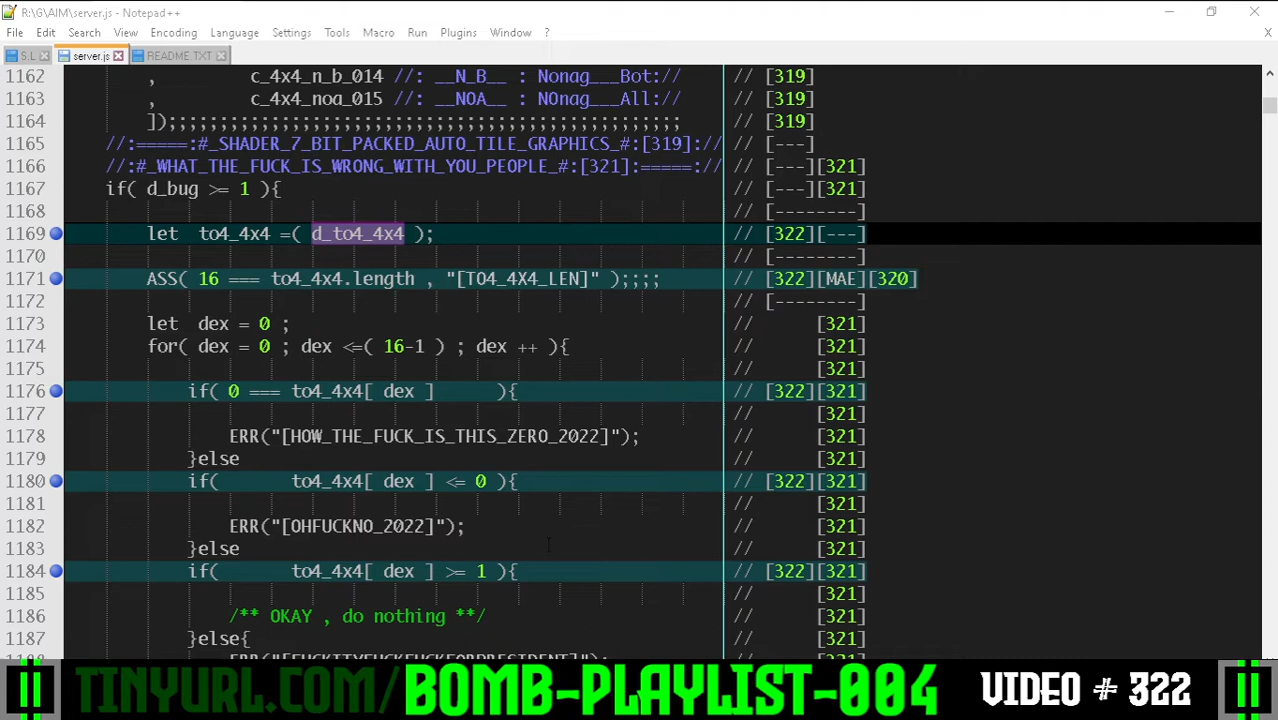 R:\G\AIM\server.js - Notepad++
File Edit Search View Encoding Language Settings Tools Macro Run Plugins Window ?
S.L server.js README.TXT
1162 , c_4x4_n_b_014 //: __N_B__ : Nonag___Bot:// // [319]
1163 , c_4x4_noa_015 //: __NOA__ : NOnag___All:// // [319]
1164 ]);;;;;;;;;;;;;;;;;;;;;;;;;;;;;;;;;;;;;;;;;;;;;;;;;; // [319]
1165 //:=====:#_SHADER_7_BIT_PACKED_AUTO_TILE_GRAPHICS_#:[319]:// // [---]
1166 //:#_WHAT_THE_FUCK_IS_WRONG_WITH_YOU_PEOPLE_#:[321]:=====:// // [---][321]
1167 if( d_bug >= 1 ){ // [---][321]
1168 // [--------]
1169 let to4_4x4 =( d_to4_4x4 ); // [322][---]
1170 // [--------]
1171 ASS( 16 === to4_4x4.length , "[TO4_4X4_LEN]" );;;; // [322][MAE][320]
1172 // [--------]
1173 let dex = 0 ; // [321]
1174 for( dex = 0 ; dex <=( 16-1 ) ; dex ++ ){ // [321]
1175 // [321]
1176 if( 0 === to4_4x4[ dex ] ){ // [322][321]
1177 // [321]
1178 ERR("[HOW_THE_FUCK_IS_THIS_ZERO_2022]"); // [321]
1179 }else // [321]
1180 if( to4_4x4[ dex ] <= 0 ){ // [322][321]
1181 // [321]
1182 ERR("[OHFUCKNO_2022]"); // [321]
1183 }else // [321]
1184 if( to4_4x4[ dex ] >= 1 ){ // [322][321]
1185 // [321]
1186 /** OKAY , do nothing **/ // [321]
1187 }else{ // [321]
TINYURL.COM/BOMB-PLAYLIST-004 VIDEO # 322